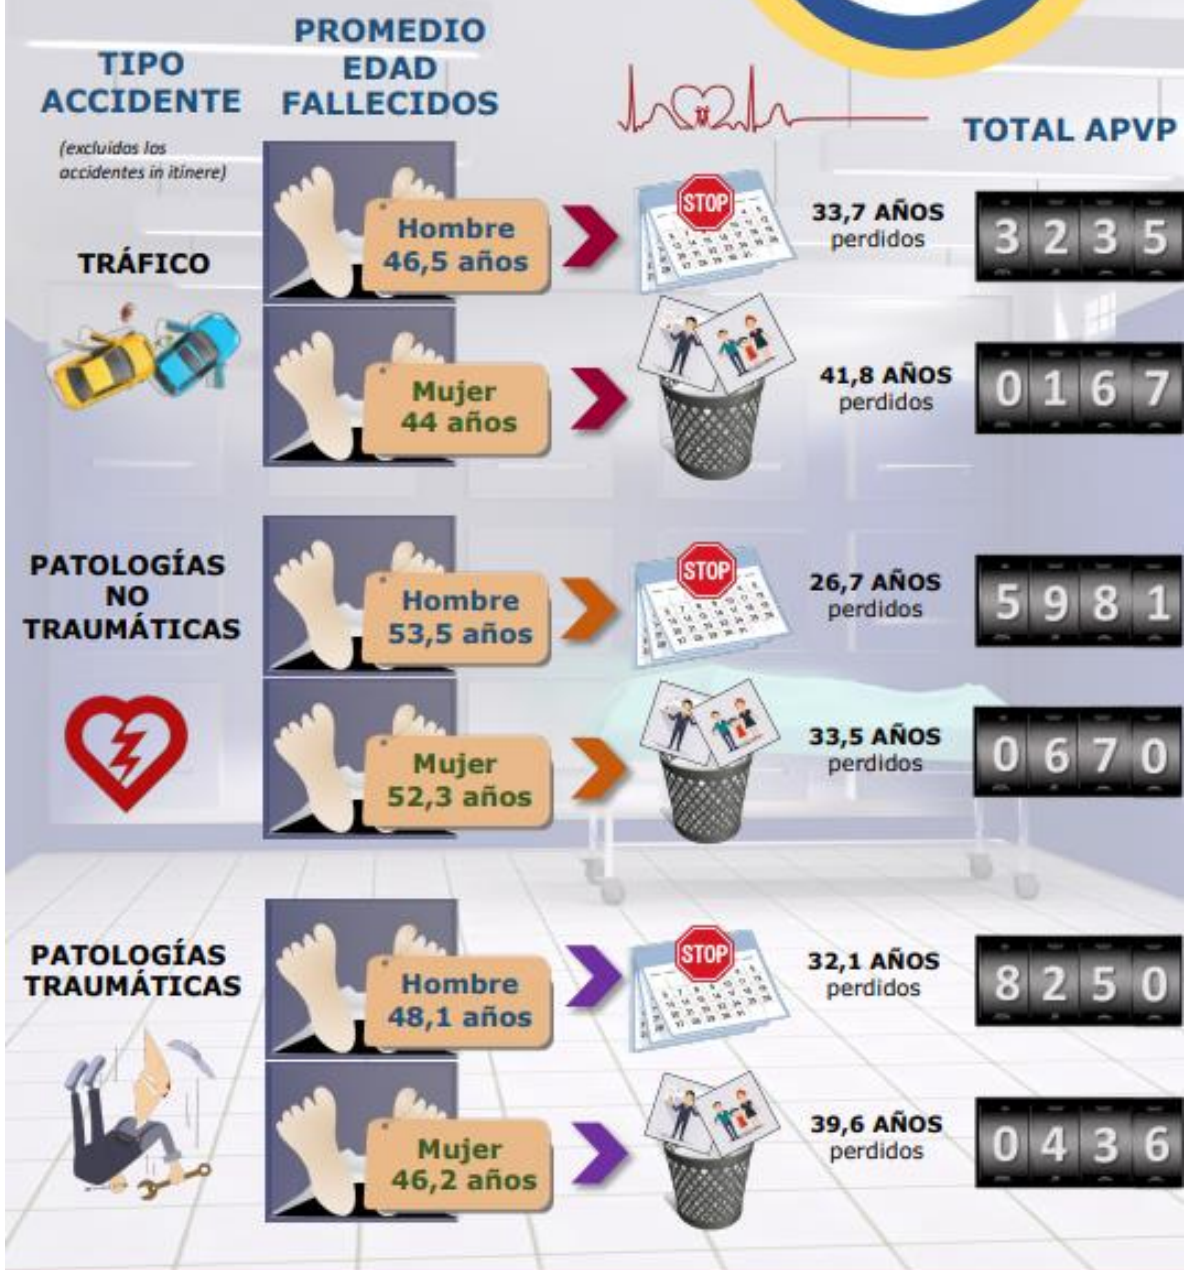 TIPO
ACCIDENTE
(excluidos los
accidentes in itínere)
PROMEDIO
EDAD
FALLECIDOS
TOTAL APVP
TRÁFICO
Hombre
46,5 años
STOP
33,7 AÑOS
perdidos
3235
Mujer
44 años
41,8 AÑOS
perdidos
0167
PATOLOGÍAS
NO
TRAUMÁTICAS
Hombre
53,5 años
STOP
26,7 AÑOS
perdidos
5981
Mujer
52,3 años
33,5 AÑOS
perdidos
0670
PATOLOGÍAS
TRAUMÁTICAS
Hombre
48,1 años
STOP
32,1 AÑOS
perdidos
8250
Mujer
46,2 años
39,6 AÑOS
perdidos
0436